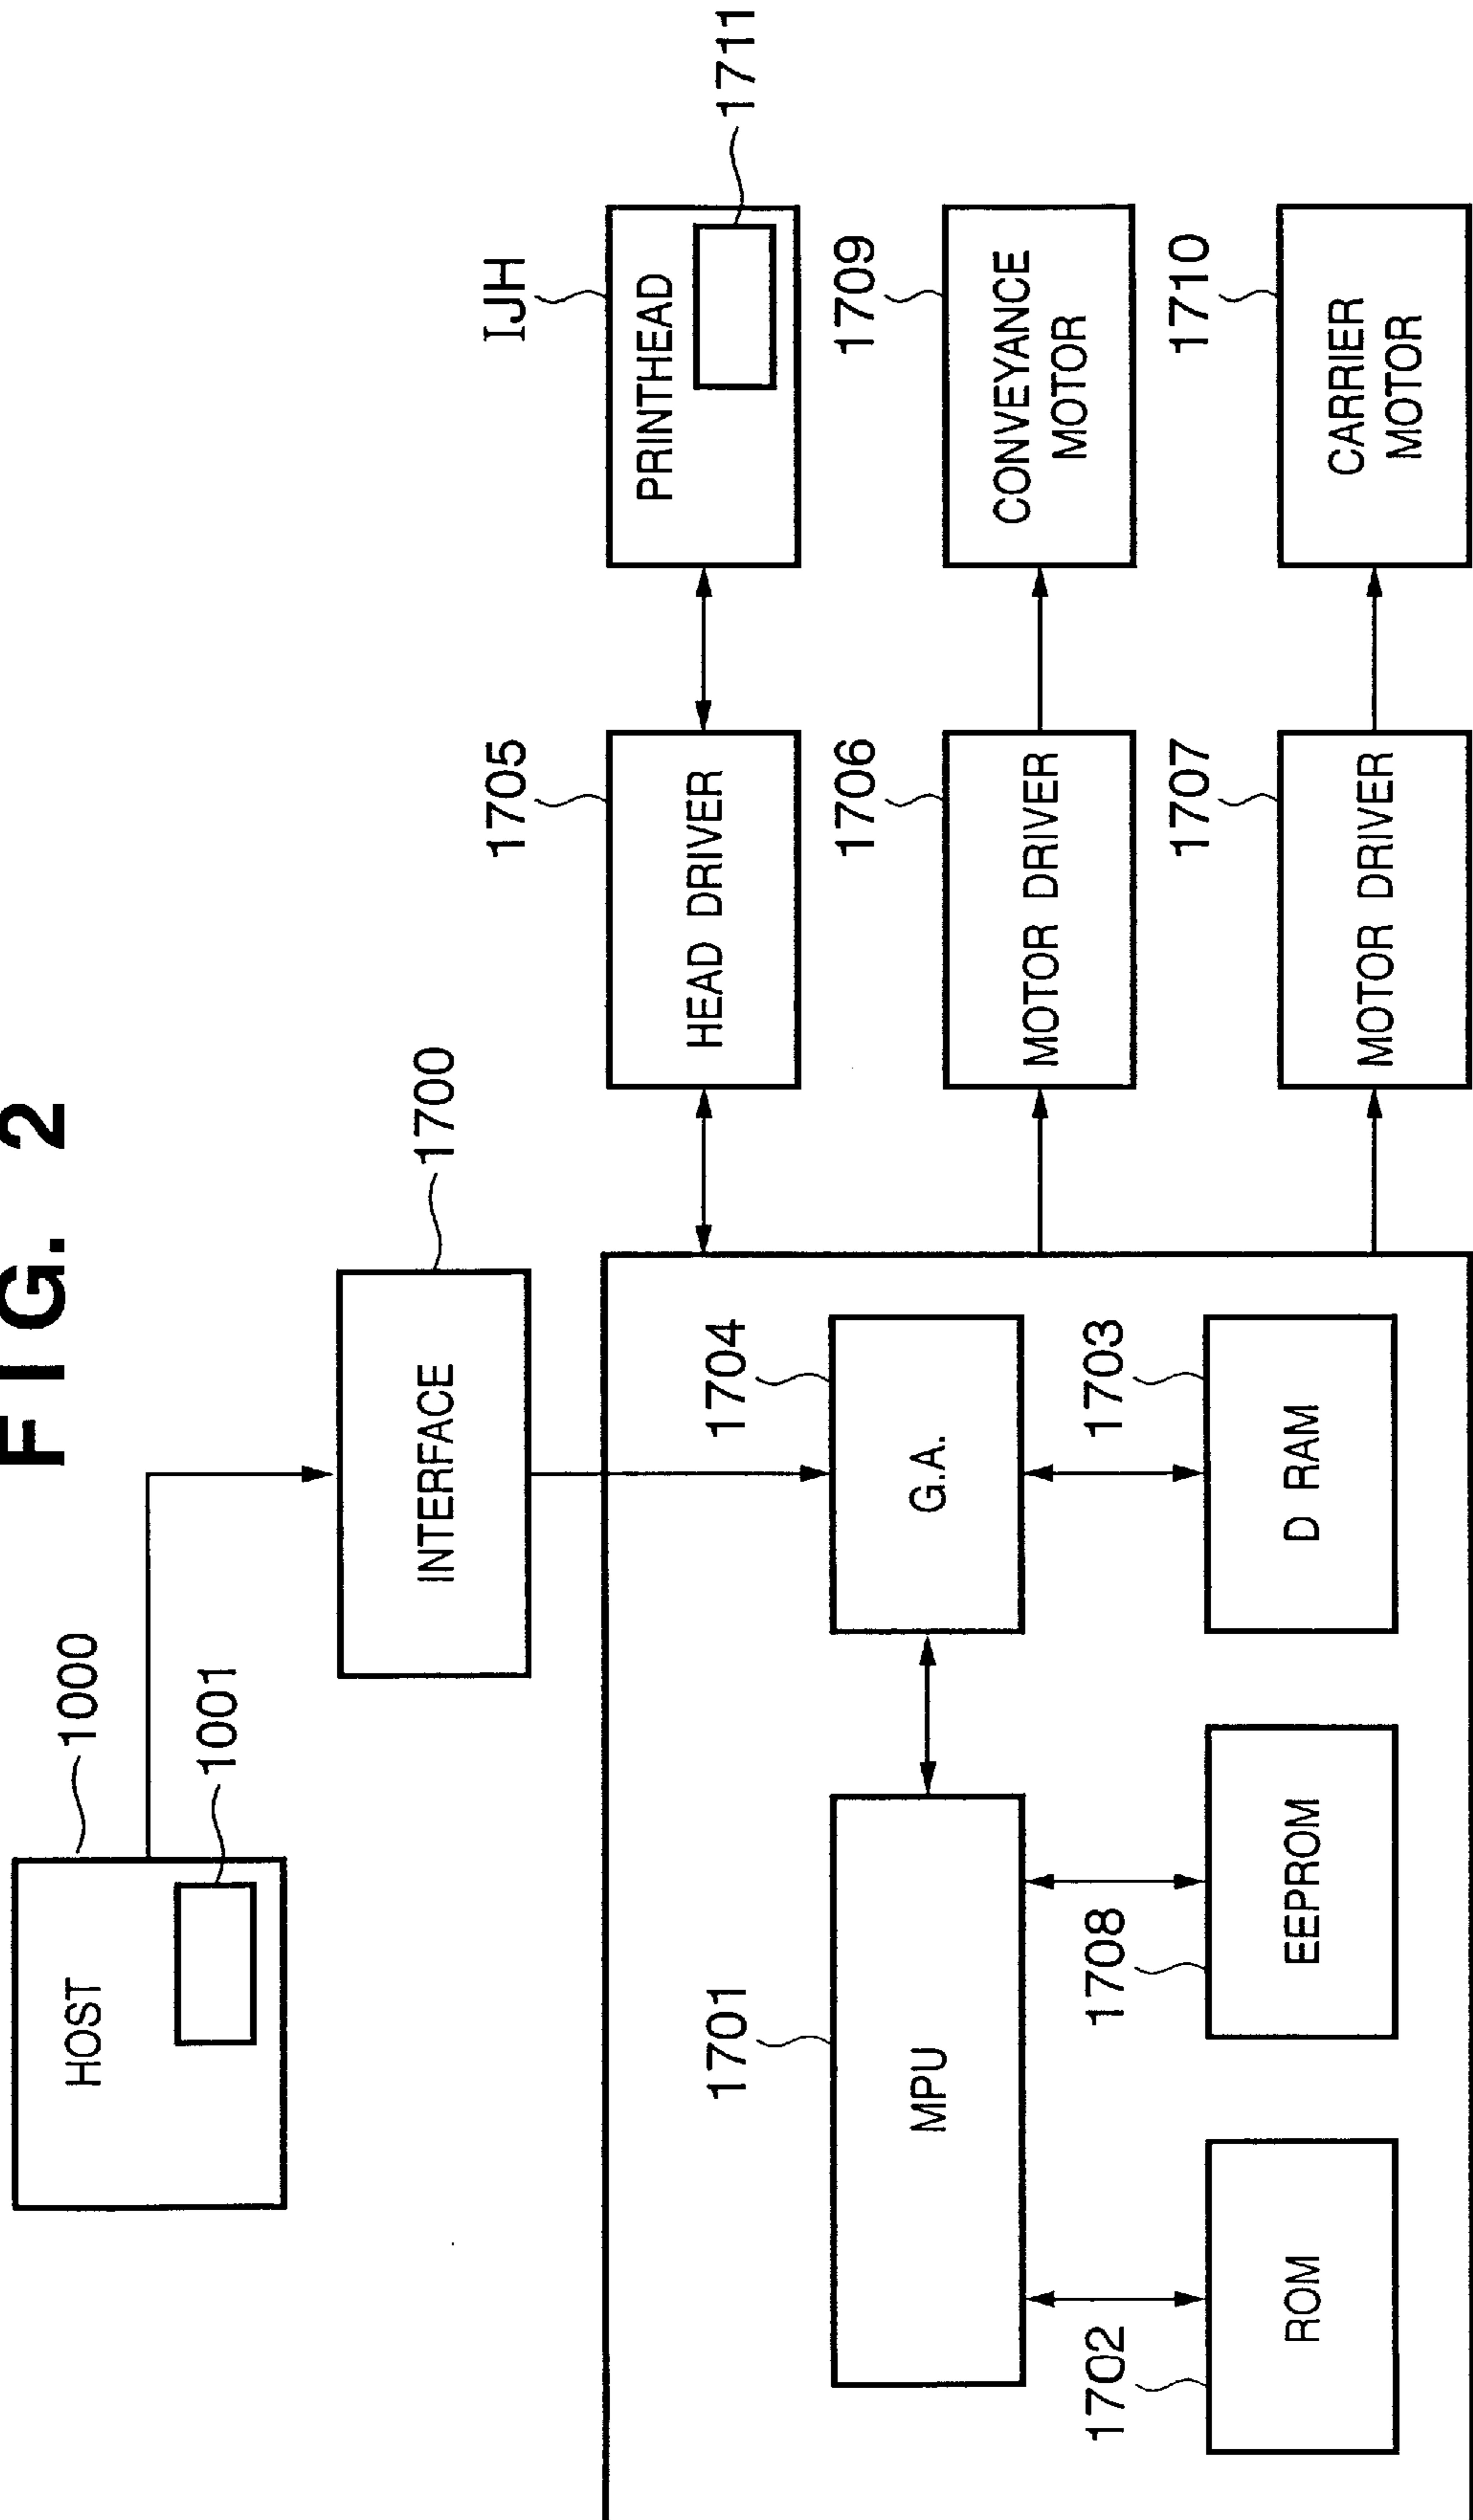 FIG. 2
HOST
1000
1001
INTERFACE
1700
IJH
1705
HEAD DRIVER
PRINTHEAD
1711
1701
MPU
1704
G.A.
1706
MOTOR DRIVER
1709
CONVEYANCE
MOTOR
1702
ROM
1708
EEPROM
1703
D RAM
1707
MOTOR DRIVER
1710
CARRIER
MOTOR